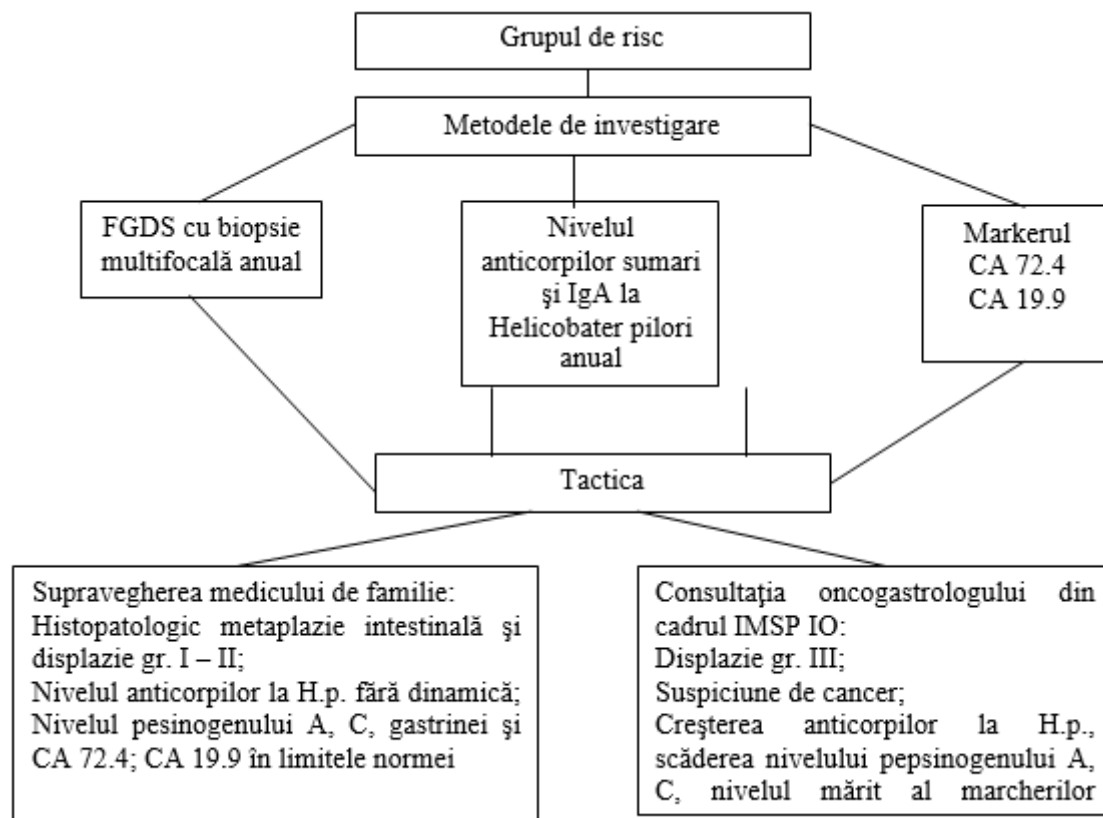 Grupul de risc
Metodele de investigare
FGDS cu biopsie
multifocală anual
Nivelul
anticorpilor sumari
şi IgA la
Helicobater pilori
anual
Markerul
CA 72.4
CA 19.9
Tactica
Supravegherea medicului de familie:
Histopatologic metaplazie intestinală şi
displazie gr. I – II;
Nivelul anticorpilor la H.p. fără dinamică;
Nivelul pesinogenului A, C, gastrinei şi
CA 72.4; CA 19.9 în limitele normei
Consultaţia oncogastrologului din
cadrul IMSP IO:
Displazie gr. III;
Suspiciune de cancer;
Creşterea anticorpilor la H.p.,
scăderea nivelului pepsinogenului A,
C, nivelul mărit al marcherilor